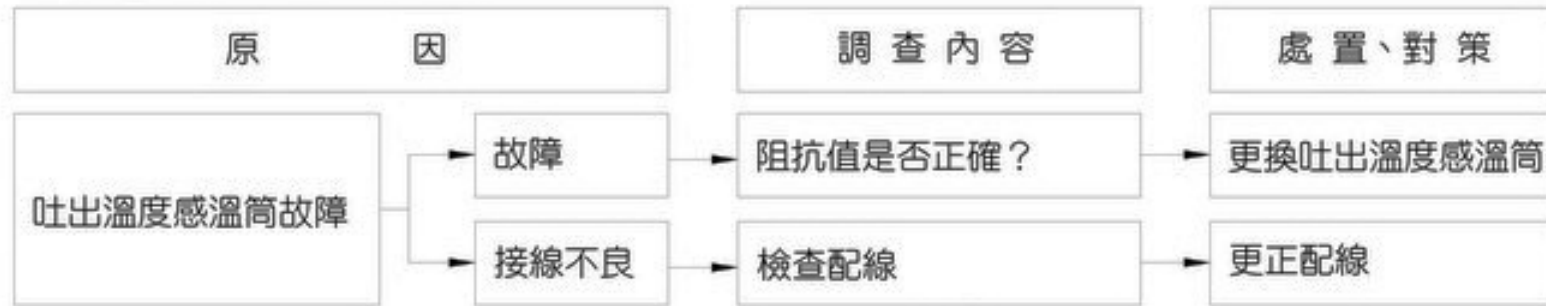 原因 調查內容 處置、對策
故障 阻抗值是否正確？ 更換吐出溫度感溫筒
吐出溫度感溫筒故障
接線不良 檢查配線 更正配線